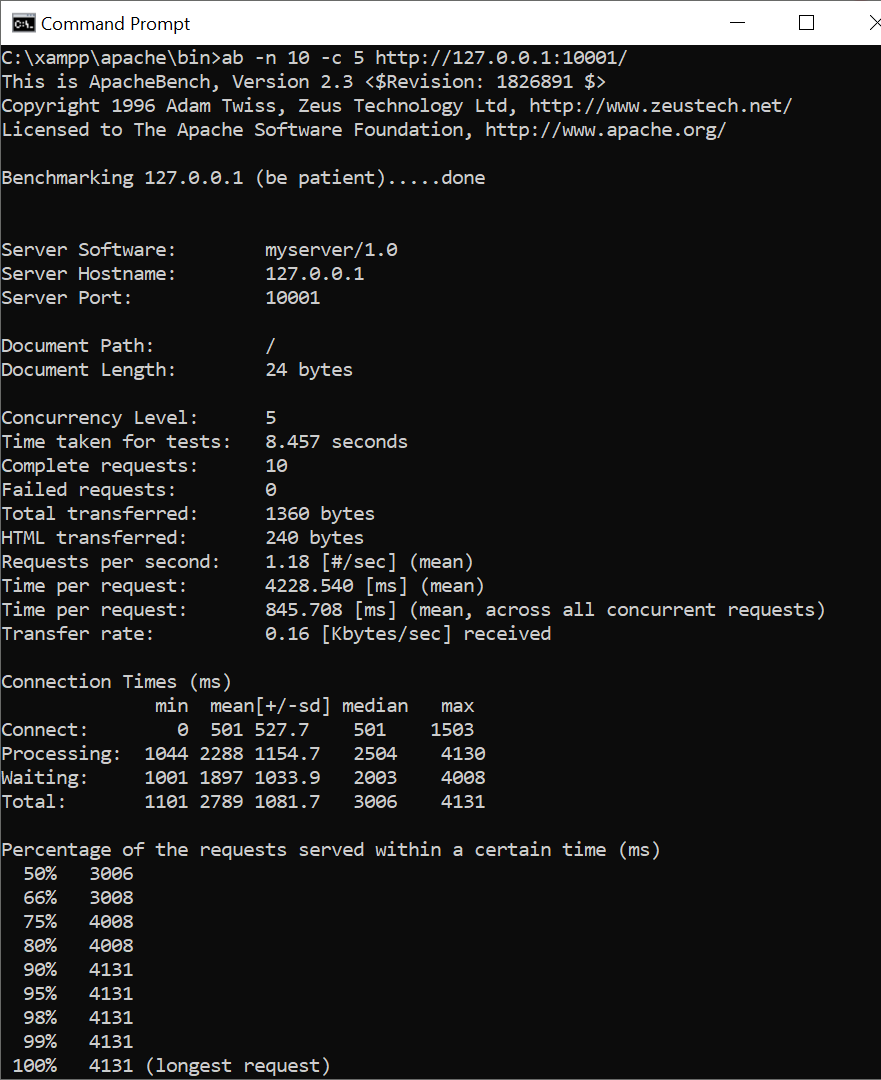 Command Prompt
C:\xampp\apache\bin>ab -n 10 -c 5 http://127.0.0.1:10001/
This is ApacheBench, Version 2.3 <$Revision: 1826891 $>
Copyright 1996 Adam Twiss, Zeus Technology Ltd, http://www.zeustech.net/
Licensed to The Apache Software Foundation, http://www.apache.org/

Benchmarking 127.0.0.1 (be patient).....done


Server Software:        myserver/1.0
Server Hostname:        127.0.0.1
Server Port:            10001

Document Path:          /
Document Length:        24 bytes

Concurrency Level:      5
Time taken for tests:   8.457 seconds
Complete requests:      10
Failed requests:        0
Total transferred:      1360 bytes
HTML transferred:       240 bytes
Requests per second:    1.18 [#/sec] (mean)
Time per request:       4228.540 [ms] (mean)
Time per request:       845.708 [ms] (mean, across all concurrent requests)
Transfer rate:          0.16 [Kbytes/sec] received

Connection Times (ms)
              min  mean[+/-sd] median   max
Connect:        0  501 527.7    501    1503
Processing:  1044 2288 1154.7   2504    4130
Waiting:     1001 1897 1033.9   2003    4008
Total:       1101 2789 1081.7   3006    4131

Percentage of the requests served within a certain time (ms)
  50%   3006
  66%   3008
  75%   4008
  80%   4008
  90%   4131
  95%   4131
  98%   4131
  99%   4131
 100%   4131 (longest request)